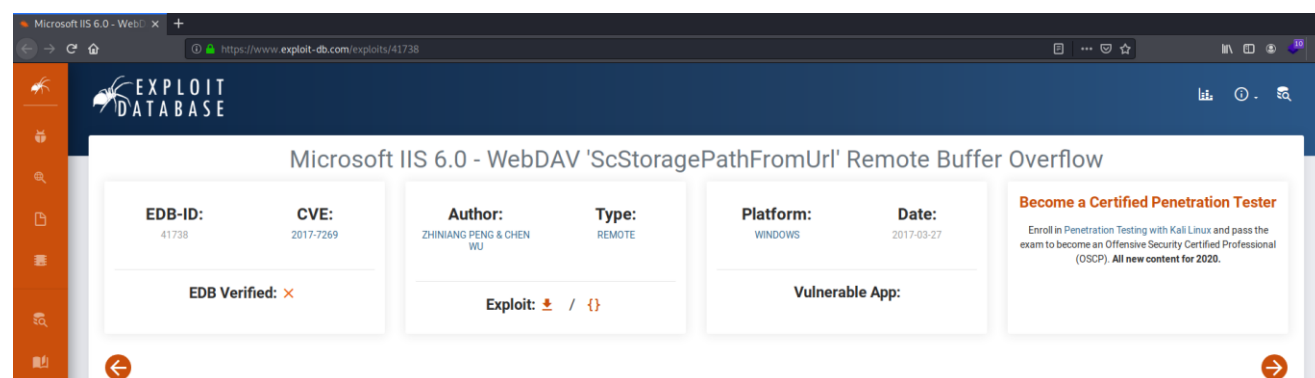 Microsoft IIS 6.0 - WebD
https://www.exploit-db.com/exploits/41738
10
EXPLOIT
DATABASE
Microsoft IIS 6.0 - WebDAV 'ScStoragePathFromUrl' Remote Buffer Overflow
EDB-ID:
41738
CVE:
2017-7269
EDB Verified: ×
Author:
ZHINIANG PENG & CHEN
WU
Type:
REMOTE
Exploit: / {}
Platform:
WINDOWS
Date:
2017-03-27
Vulnerable App:
Become a Certified Penetration Tester
Enroll in Penetration Testing with Kali Linux and pass the
exam to become an Offensive Security Certified Professional
(OSCP). All new content for 2020.